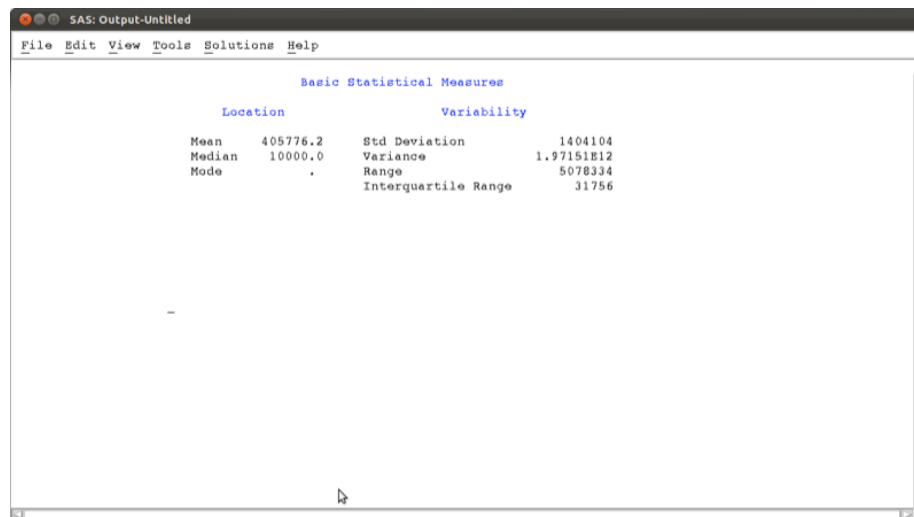 SAS: Output-Untitled
File Edit View Tools Solutions Help
Basic Statistical Measures
Location Variability
Mean 405776.2 Std Deviation 1404104
Median 10000.0 Variance 1.97151E12
Mode . Range 5078334
Interquartile Range 31756